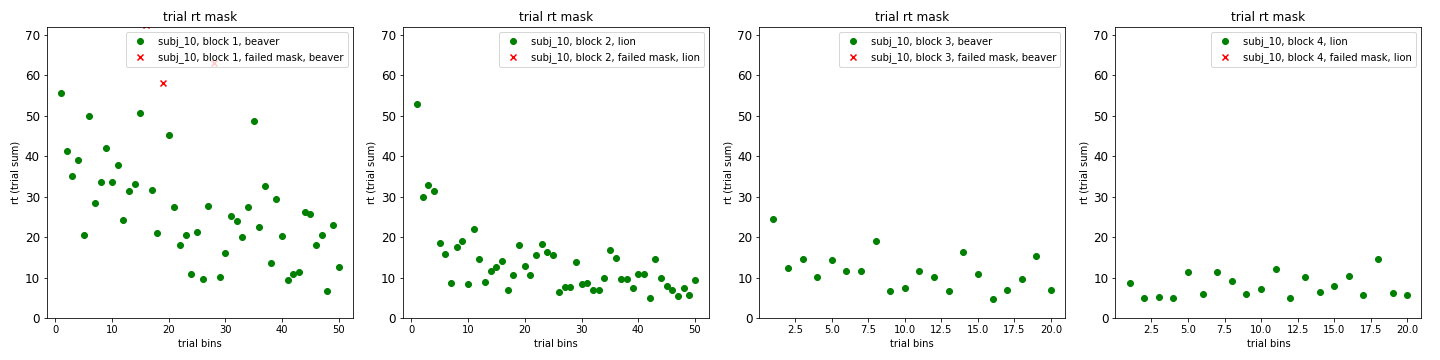 trial rt mask
rt (trial sum)
70
60
50
40
30
20
10
0
subj_10, block 1, beaver
subj_10, block 1, failed mask, beaver
0 10 20 30 40 50
trial bins
trial rt mask
rt (trial sum)
70
60
50
40
30
20
10
0
subj_10, block 2, lion
subj_10, block 2, failed mask, lion
0 10 20 30 40 50
trial bins
trial rt mask
rt (trial sum)
70
60
50
40
30
20
10
0
subj_10, block 3, beaver
subj_10, block 3, failed mask, beaver
2.5 5.0 7.5 10.0 12.5 15.0 17.5 20.0
trial bins
trial rt mask
rt (trial sum)
70
60
50
40
30
20
10
0
subj_10, block 4, lion
subj_10, block 4, failed mask, lion
2.5 5.0 7.5 10.0 12.5 15.0 17.5 20.0
trial bins